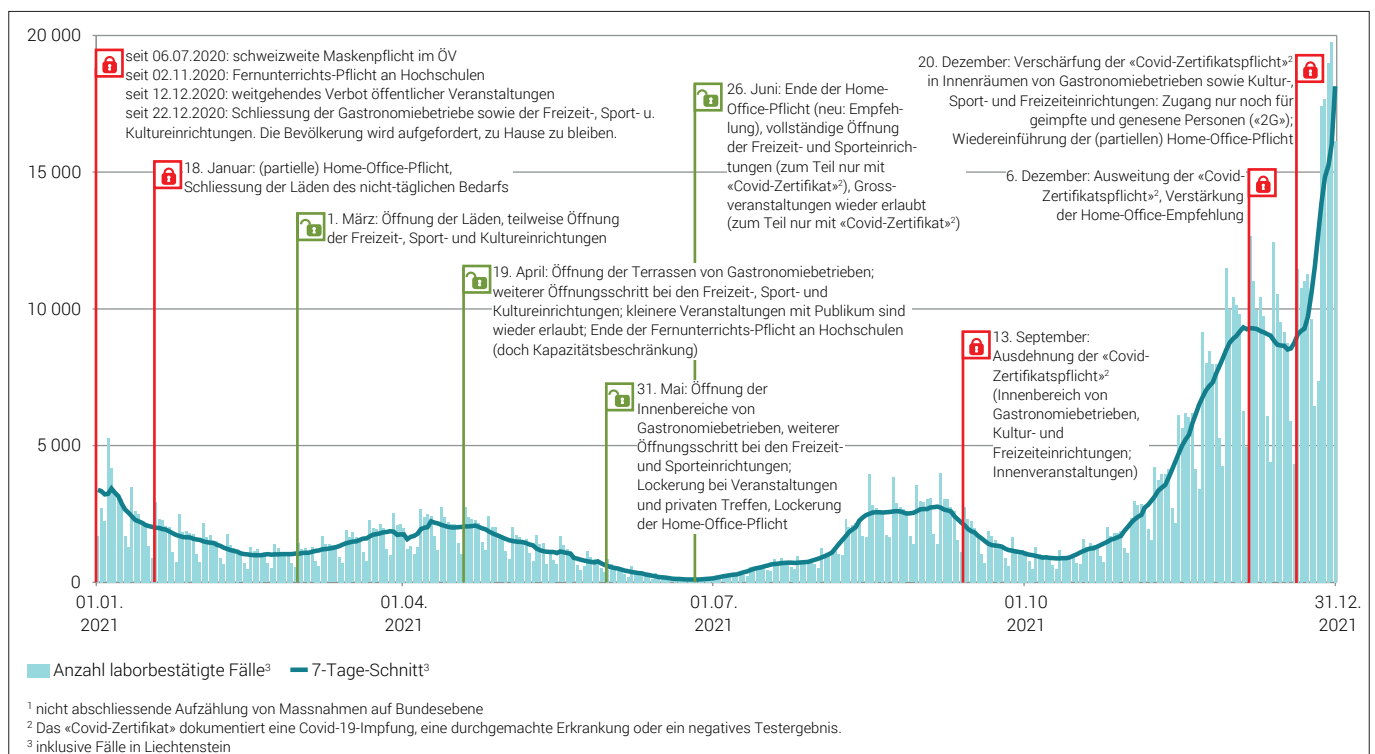 20 000
15 000
10 000
5 000
0
seit 06.07.2020: schweizweite Maskenpflicht im ÖV
seit 02.11.2020: Fernunterrichts-Pflicht an Hochschulen
seit 12.12.2020: weitgehendes Verbot öffentlicher Veranstaltungen
seit 22.12.2020: Schliessung der Gastronomiebetriebe sowie der Freizeit-, Sport- u.
Kultureinrichtungen. Die Bevölkerung wird aufgefordert, zu Hause zu bleiben.
18. Januar: (partielle) Home-Office-Pflicht,
Schliessung der Läden des nicht-täglichen Bedarfs
1. März: Öffnung der Läden, teilweise Öffnung
der Freizeit-, Sport- und Kultureinrichtungen
19. April: Öffnung der Terrassen von Gastronomiebetrieben;
weiterer Öffnungsschritt bei den Freizeit-, Sport- und
Kultureinrichtungen; kleinere Veranstaltungen mit Publikum sind
wieder erlaubt; Ende der Fernunterrichts-Pflicht an Hochschulen
(doch Kapazitätsbeschränkung)
31. Mai: Öffnung der
Innenbereiche von
Gastronomiebetrieben, weiterer
Öffnungsschritt bei den Freizeit-
und Sporteinrichtungen;
Lockerung bei Veranstaltungen
und privaten Treffen, Lockerung
der Home-Office-Pflicht
26. Juni: Ende der Home-
Office-Pflicht (neu: Empfeh-
lung), vollständige Öffnung
der Freizeit- und Sporteinrich-
tungen (zum Teil nur mit
«Covid-Zertifikat»²), Gross-
veranstaltungen wieder erlaubt
(zum Teil nur mit «Covid-Zertifikat»²)
13. September:
Ausdehnung der «Covid-
Zertifikatspflicht»²
(Innenbereich von
Gastronomiebetrieben,
Kultur- und
Freizeiteinrichtungen;
Innenveranstaltungen)
6. Dezember: Ausweitung der «Covid-
Zertifikatspflicht»², Verstärkung
der Home-Office-Empfehlung
20. Dezember: Verschärfung der «Covid-Zertifikatspflicht»²
in Innenräumen von Gastronomiebetrieben sowie Kultur-,
Sport- und Freizeiteinrichtungen: Zugang nur noch für
geimpfte und genesene Personen («2G»);
Wiedereinführung der (partiellen) Home-Office-Pflicht
01.01.
2021
01.04.
2021
01.07.
2021
01.10
2021
31.12.
2021
Anzahl laborbestätigte Fälle³
7-Tage-Schnitt³
¹ nicht abschliessende Aufzählung von Massnahmen auf Bundesebene
² Das «Covid-Zertifikat» dokumentiert eine Covid-19-Impfung, eine durchgemachte Erkrankung oder ein negatives Testergebnis.
³ inklusive Fälle in Liechtenstein